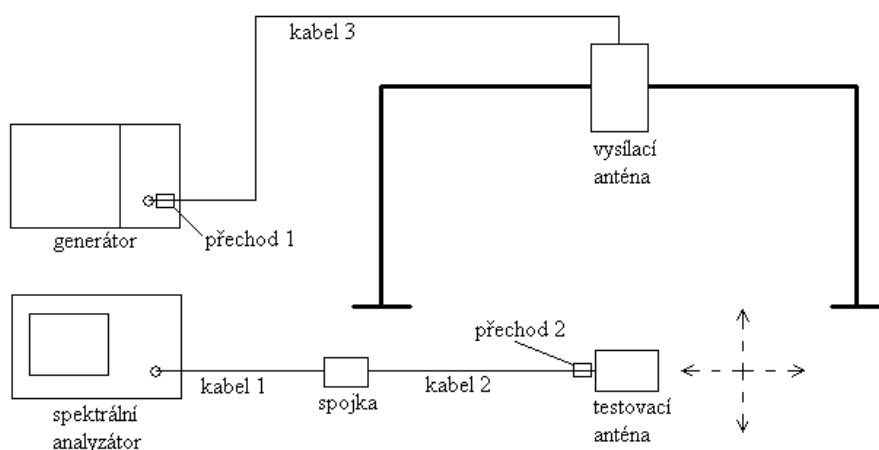 kabel 3
vysílací
anténa
přechod 1
generátor
přechod 2
kabel 1
spojka
kabel 2
testovací
anténa
spektrální
analyzátor